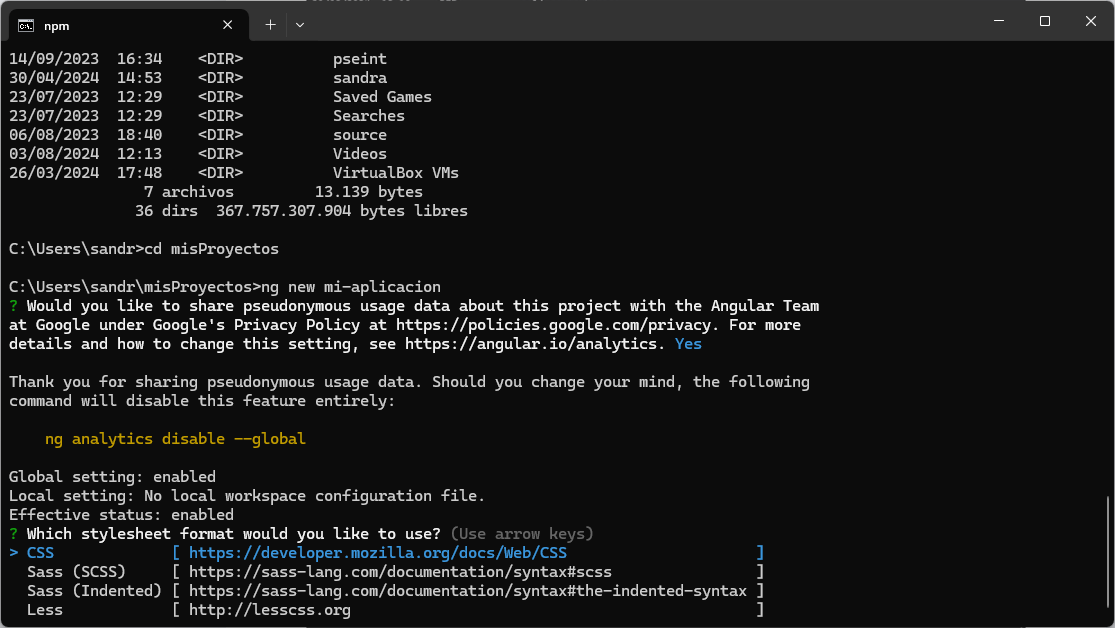 npm
14/09/2023  16:34    <DIR>          pseint
30/04/2024  14:53    <DIR>          sandra
23/07/2023  12:29    <DIR>          Saved Games
23/07/2023  12:29    <DIR>          Searches
06/08/2023  18:40    <DIR>          source
03/08/2024  12:13    <DIR>          Videos
26/03/2024  17:48    <DIR>          VirtualBox VMs
               7 archivos         13.139 bytes
              36 dirs  367.757.307.904 bytes libres
C:\Users\sandr>cd misProyectos
C:\Users\sandr\misProyectos>ng new mi-aplicacion
? Would you like to share pseudonymous usage data about this project with the Angular Team
at Google under Google's Privacy Policy at https://policies.google.com/privacy. For more
details and how to change this setting, see https://angular.io/analytics. Yes
Thank you for sharing pseudonymous usage data. Should you change your mind, the following
command will disable this feature entirely:
    ng analytics disable --global
Global setting: enabled
Local setting: No local workspace configuration file.
Effective status: enabled
? Which stylesheet format would you like to use? (Use arrow keys)
> CSS             [ https://developer.mozilla.org/docs/Web/CSS                     ]
  Sass (SCSS)     [ https://sass-lang.com/documentation/syntax#scss                ]
  Sass (Indented) [ https://sass-lang.com/documentation/syntax#the-indented-syntax ]
  Less            [ http://lesscss.org                                             ]